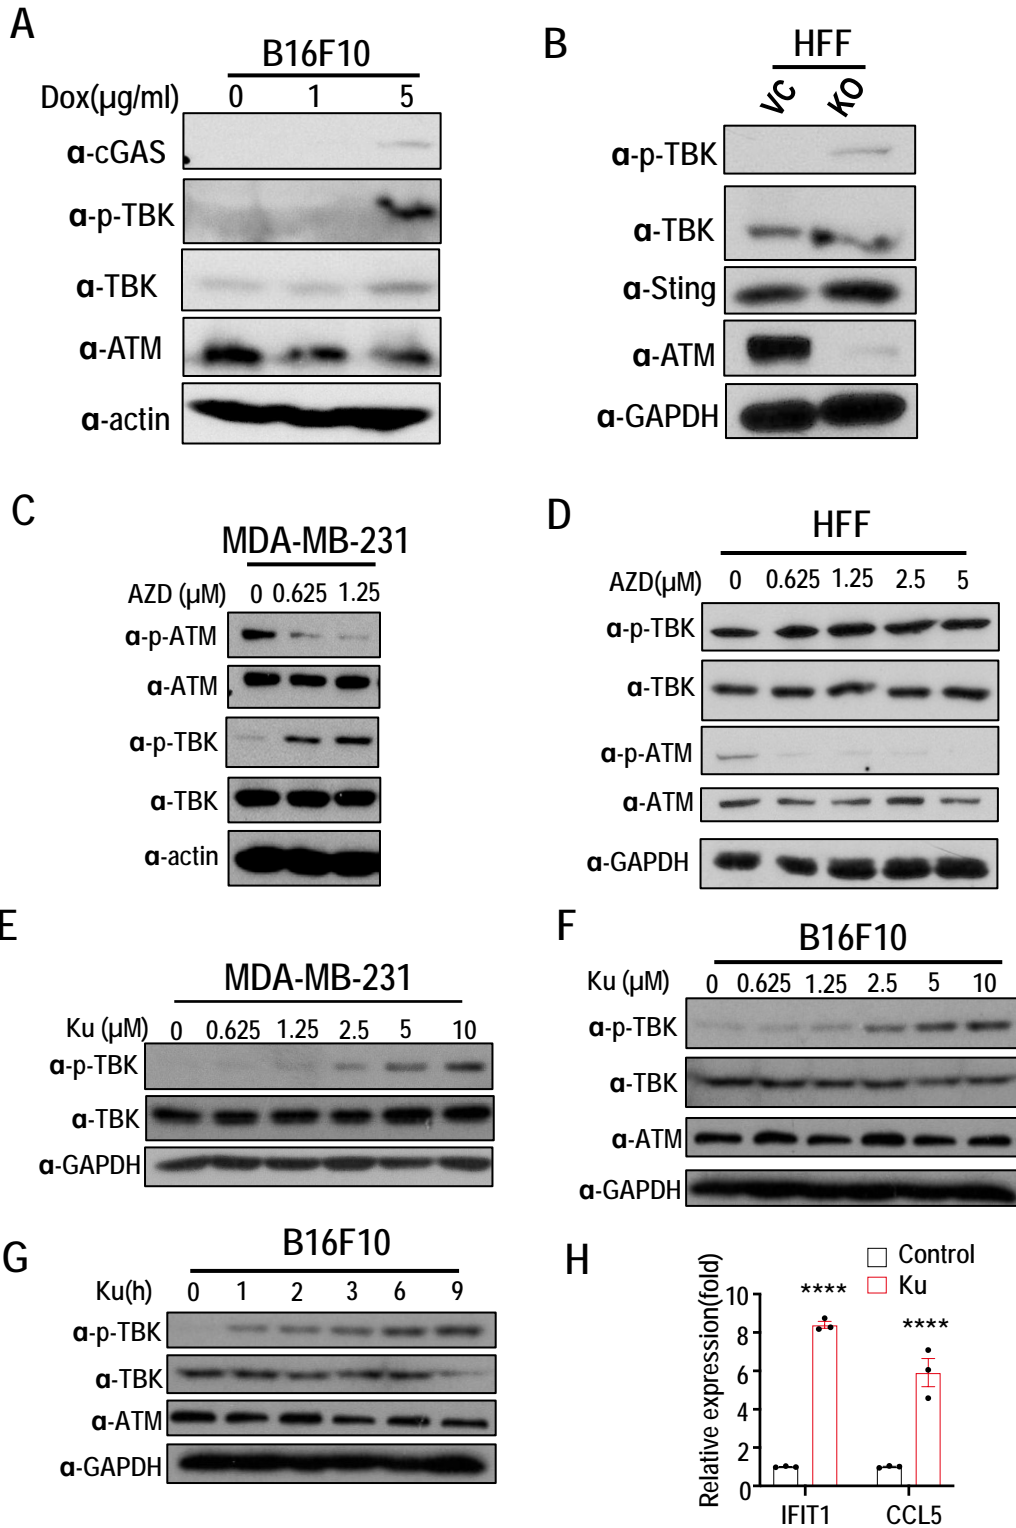 A
B16F10
Dox(µg/ml) 0 1 5
α-cGAS
α-p-TBK
α-TBK
α-ATM
α-actin
B
HFF
VC KO
α-p-TBK
α-TBK
α-Sting
α-ATM
α-GAPDH
C
MDA-MB-231
AZD (µM) 0 0.625 1.25
α-p-ATM
α-ATM
α-p-TBK
α-TBK
α-actin
D
HFF
AZD(µM) 0 0.625 1.25 2.5 5
α-p-TBK
α-TBK
α-p-ATM
α-ATM
α-GAPDH
E
MDA-MB-231
Ku (µM) 0 0.625 1.25 2.5 5 10
α-p-TBK
α-TBK
α-GAPDH
F
B16F10
Ku (µM) 0 0.625 1.25 2.5 5 10
α-p-TBK
α-TBK
α-ATM
α-GAPDH
G
B16F10
Ku(h) 0 1 2 3 6 9
α-p-TBK
α-TBK
α-ATM
α-GAPDH
H
Control
Ku
Relative expression(fold)
10
8
6
4
2
0
****
****
IFIT1 CCL5